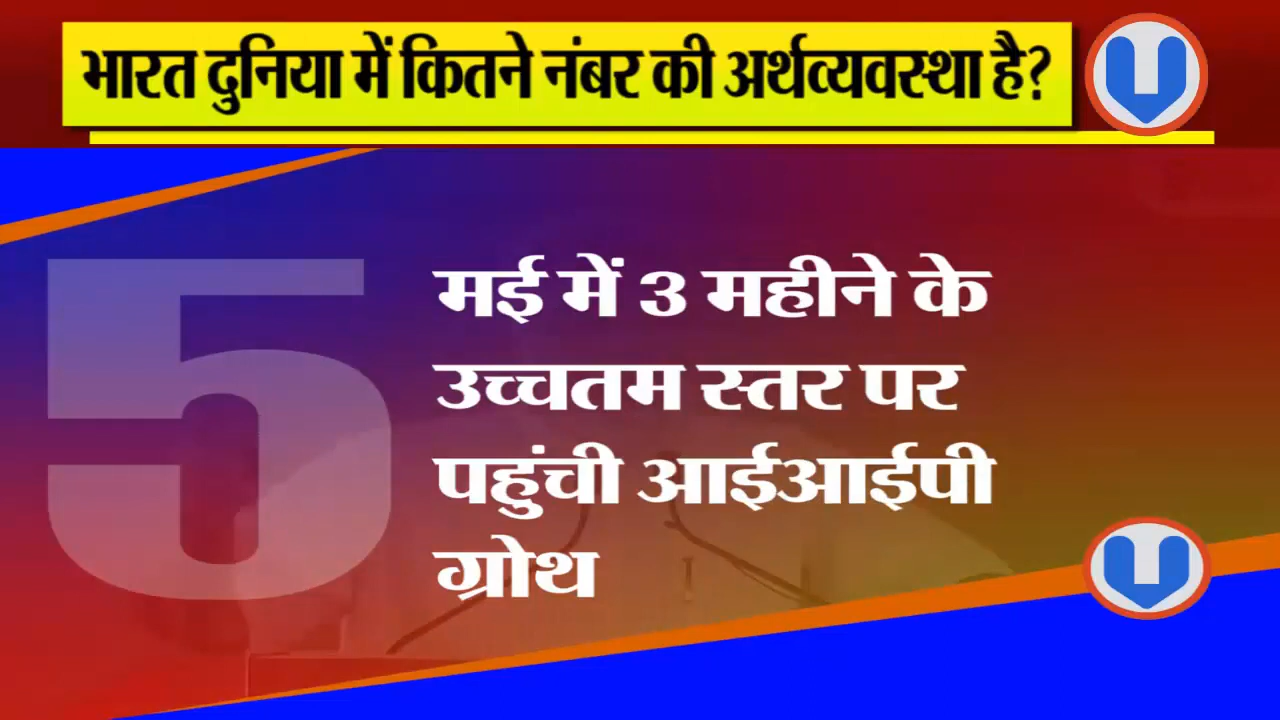 भारत दुनिया में कितने नंबर की अर्थव्यवस्था है?
5
मई में 3 महीने के
उच्चतम स्तर पर
पहुंची आईआईपी
ग्रोथ